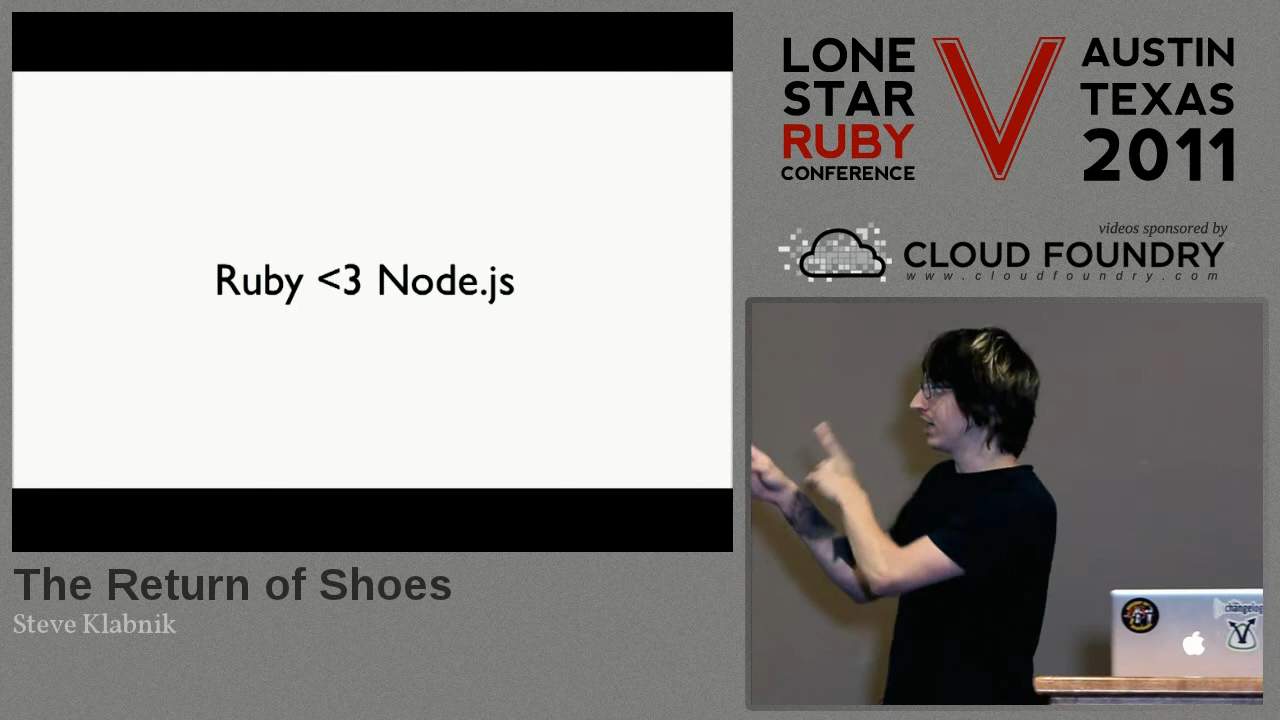 Ruby <3 Node.js
The Return of Shoes
Steve Klabnik
LONE
STAR
RUBY
CONFERENCE
V
AUSTIN
TEXAS
2011
videos sponsored by
CLOUD FOUNDRY
www.cloudfoundry.com
changelog